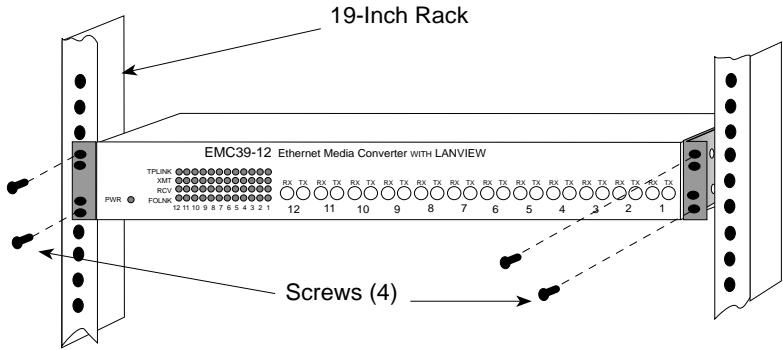 19-Inch Rack
EMC39-12 Ethernet Media Converter WITH LANVIEW
TPLINK
XMT
RCV
FOLNK
PWR
12 11 10 9 8 7 6 5 4 3 2 1
RX TX RX TX RX TX RX TX RX TX RX TX RX TX RX TX RX TX RX TX RX TX RX TX
12 11 10 9 8 7 6 5 4 3 2 1
Screws (4)